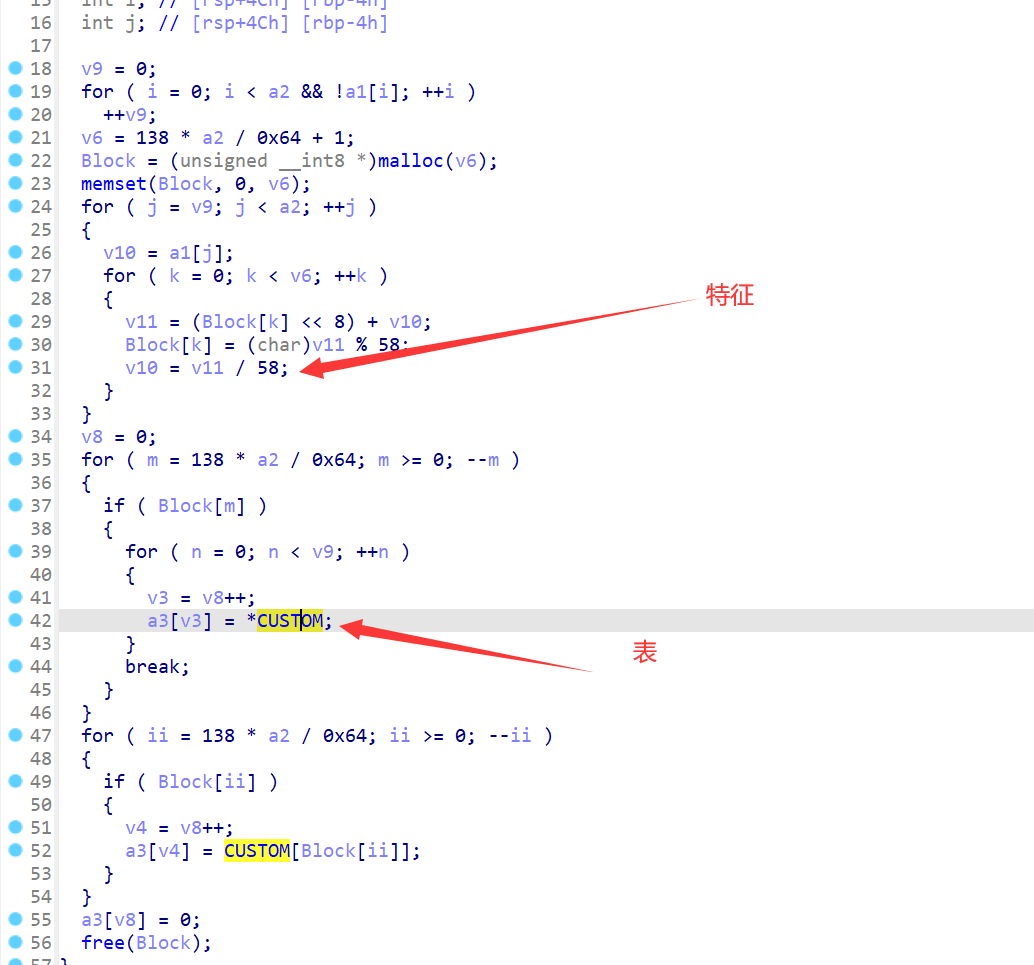 int i; // [rsp+4Ch] [rbp-4h]
16 int j; // [rsp+4Ch] [rbp-4h]
17
18 v9 = 0;
19 for ( i = 0; i < a2 && !a1[i]; ++i )
20 ++v9;
21 v6 = 138 * a2 / 0x64 + 1;
22 Block = (unsigned __int8 *)malloc(v6);
23 memset(Block, 0, v6);
24 for ( j = v9; j < a2; ++j )
25 {
26 v10 = a1[j];
27 for ( k = 0; k < v6; ++k )
28 {
特征
29 v11 = (Block[k] << 8) + v10;
30 Block[k] = (char)v11 % 58;
31 v10 = v11 / 58;
32 }
33 }
34 v8 = 0;
35 for ( m = 138 * a2 / 0x64; m >= 0; --m )
36 {
37 if ( Block[m] )
38 {
39 for ( n = 0; n < v9; ++n )
40 {
41 v3 = v8++;
42 a3[v3] = *CUSTOM;
43 }
表
44 break;
45 }
46 }
47 for ( ii = 138 * a2 / 0x64; ii >= 0; --ii )
48 {
49 if ( Block[ii] )
50 {
51 v4 = v8++;
52 a3[v4] = CUSTOM[Block[ii]];
53 }
54 }
55 a3[v8] = 0;
56 free(Block);
57 }